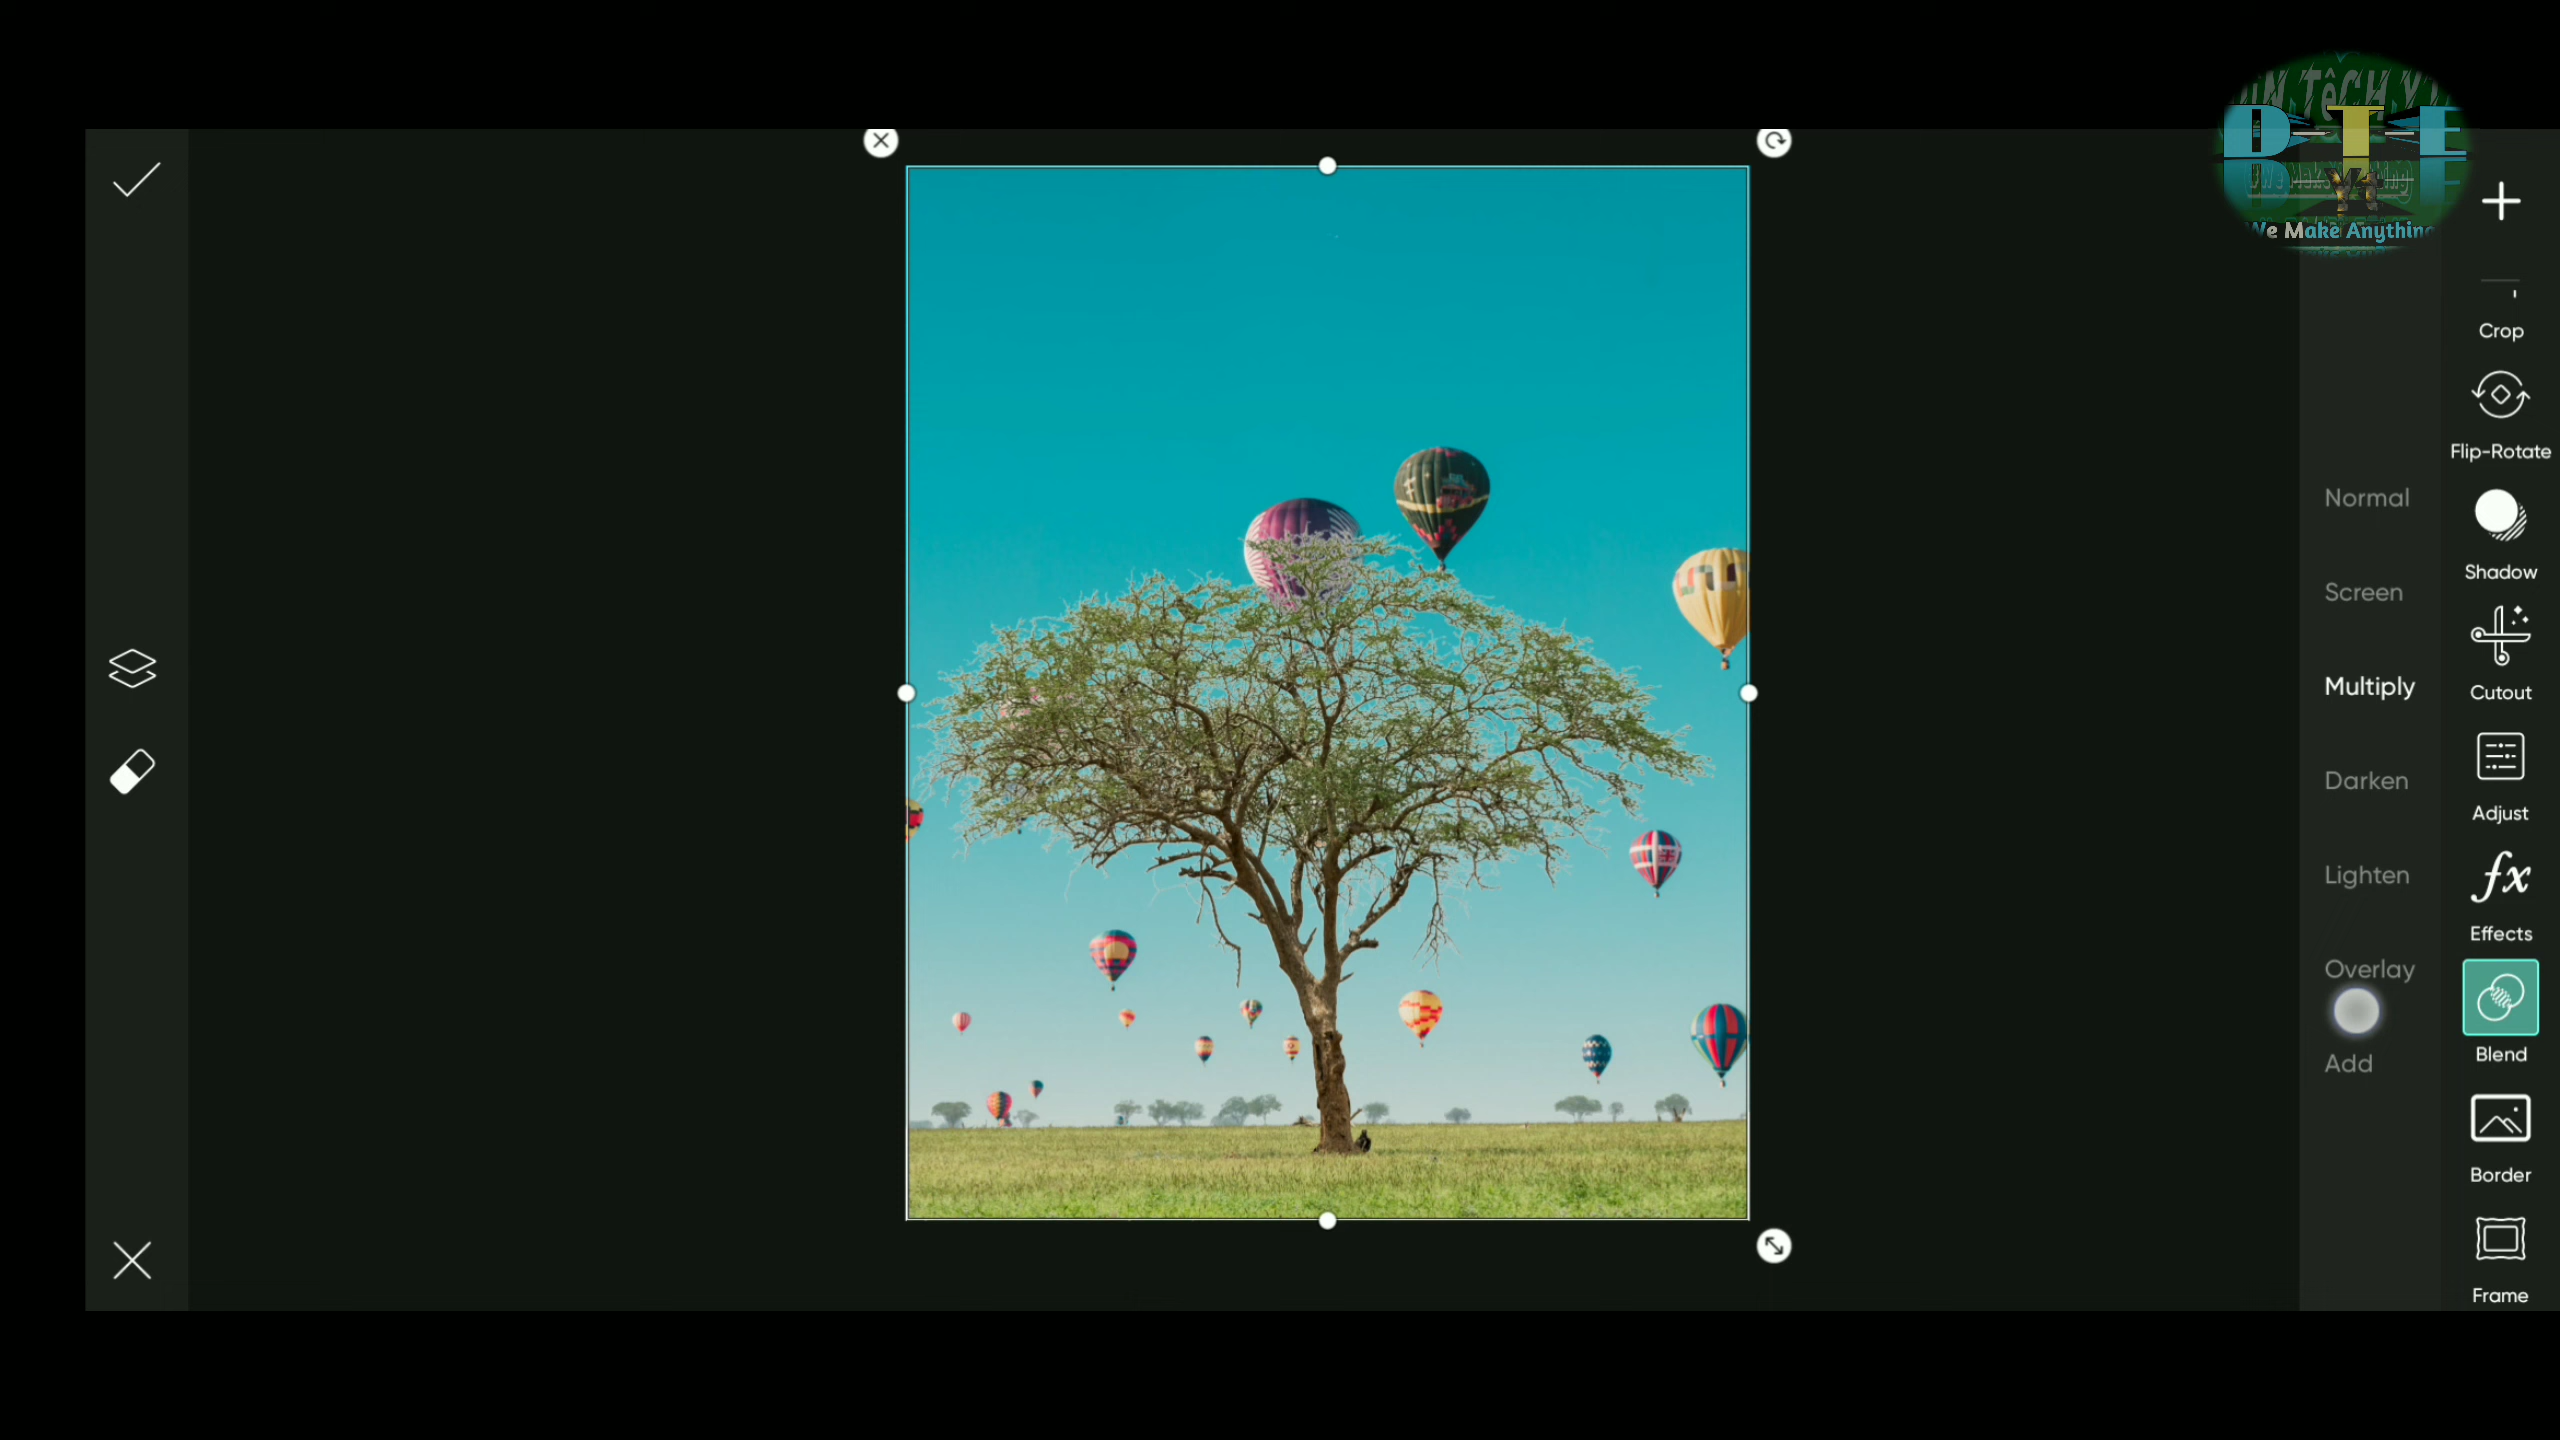 D-T-E
YT
We Make Anything
Crop
Flip-Rotate
Normal
Shadow
Screen
Multiply
Cutout
Darken
Adjust
Lighten
Effects
Overlay
Blend
Add
Border
Frame